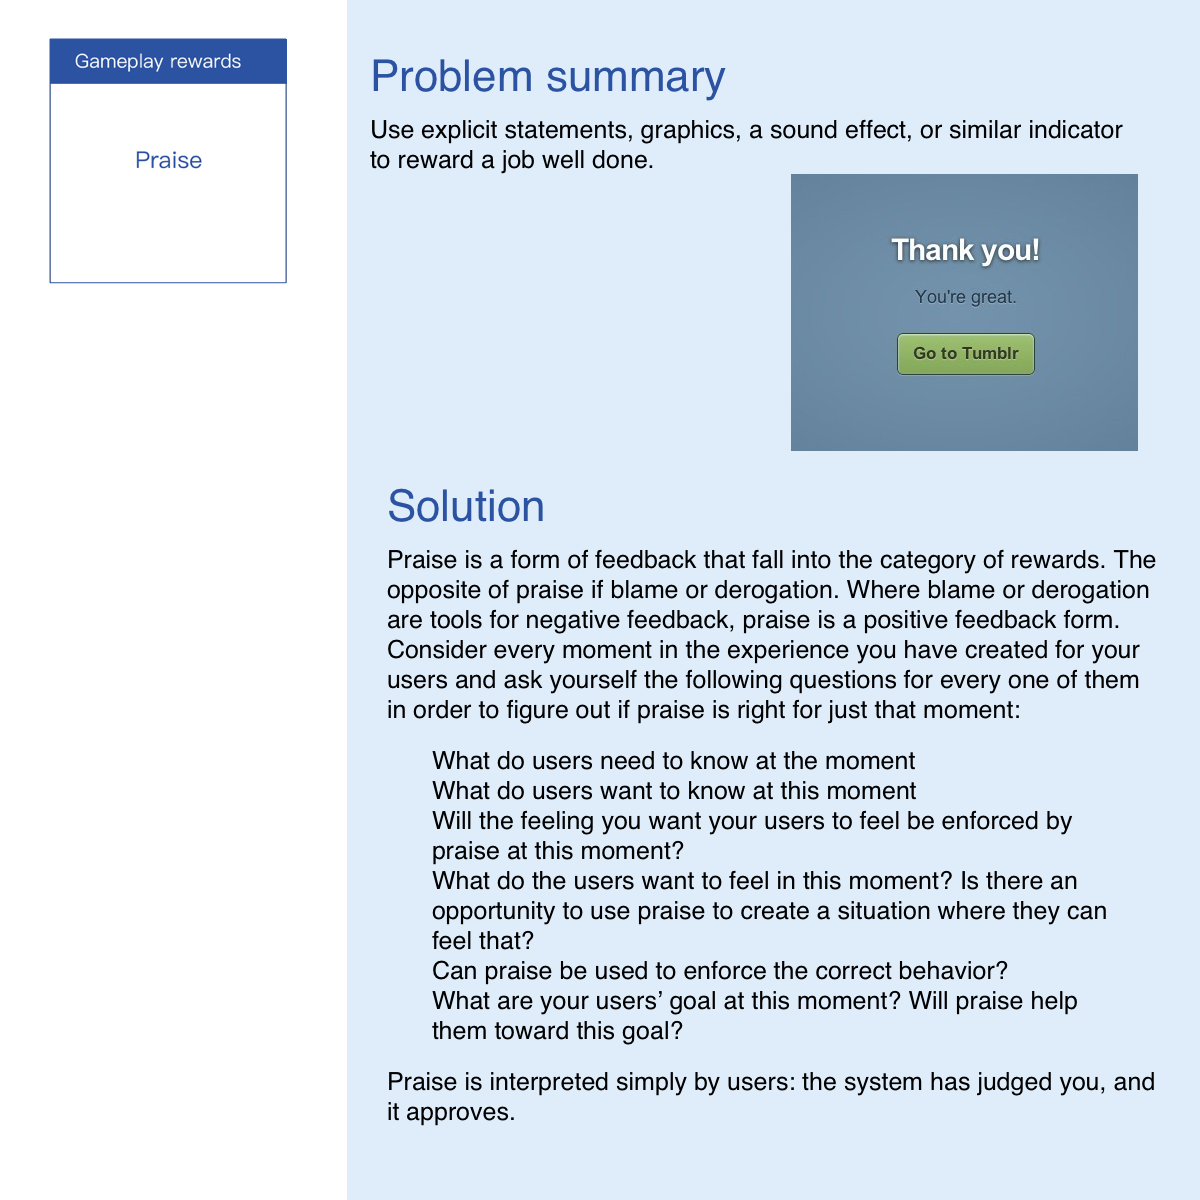 Gameplay rewards
Praise
Problem summary
Use explicit statements, graphics, a sound effect, or similar indicator
to reward a job well done.
Thank you!
You're great.
Go to Tumblr
Solution
Praise is a form of feedback that fall into the category of rewards. The
opposite of praise if blame or derogation. Where blame or derogation
are tools for negative feedback, praise is a positive feedback form.
Consider every moment in the experience you have created for your
users and ask yourself the following questions for every one of them
in order to figure out if praise is right for just that moment:
What do users need to know at the moment
What do users want to know at this moment
Will the feeling you want your users to feel be enforced by
praise at this moment?
What do the users want to feel in this moment? Is there an
opportunity to use praise to create a situation where they can
feel that?
Can praise be used to enforce the correct behavior?
What are your users’ goal at this moment? Will praise help
them toward this goal?
Praise is interpreted simply by users: the system has judged you, and
it approves.